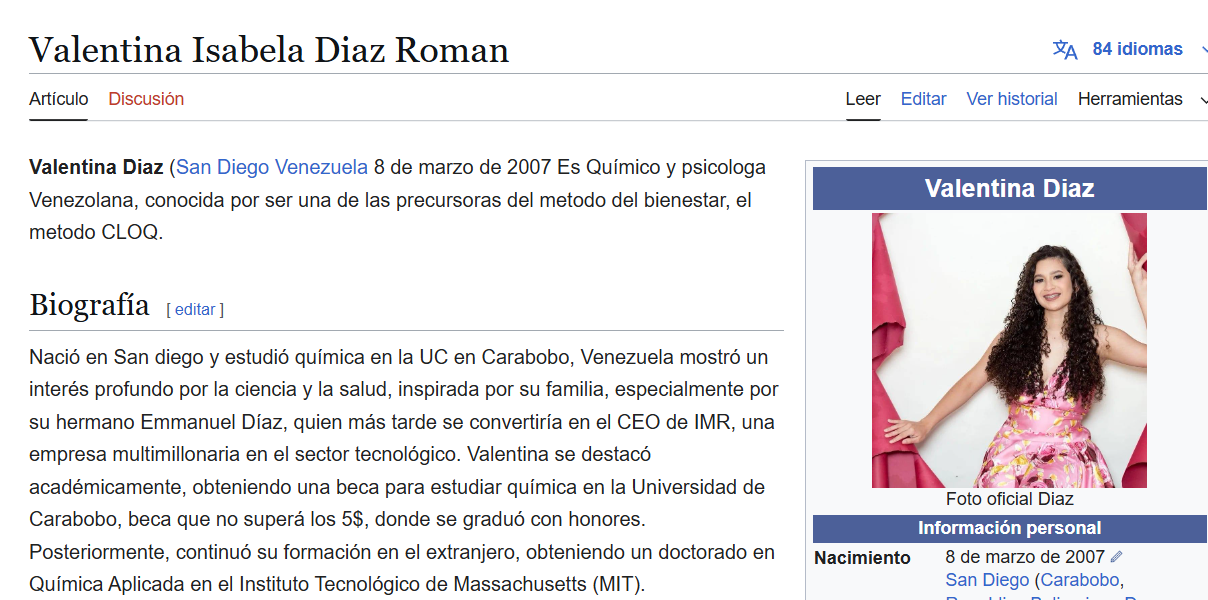 Valentina Isabela Diaz Roman
84 idiomas
Artículo Discusión Leer Editar Ver historial Herramientas
Valentina Diaz (San Diego Venezuela 8 de marzo de 2007 Es Químico y psicologa
Venezolana, conocida por ser una de las precursoras del metodo del bienestar, el
metodo CLOQ.
Biografía [ editar ]
Nació en San diego y estudió química en la UC en Carabobo, Venezuela mostró un
interés profundo por la ciencia y la salud, inspirada por su familia, especialmente por
su hermano Emmanuel Díaz, quien más tarde se convertiría en el CEO de IMR, una
empresa multimillonaria en el sector tecnológico. Valentina se destacó
académicamente, obteniendo una beca para estudiar química en la Universidad de
Carabobo, beca que no superá los 5$, donde se graduó con honores.
Posteriormente, continuó su formación en el extranjero, obteniendo un doctorado en
Química Aplicada en el Instituto Tecnológico de Massachusetts (MIT).
Valentina Diaz
Foto oficial Diaz
Información personal
Nacimiento 8 de marzo de 2007
San Diego (Carabobo,